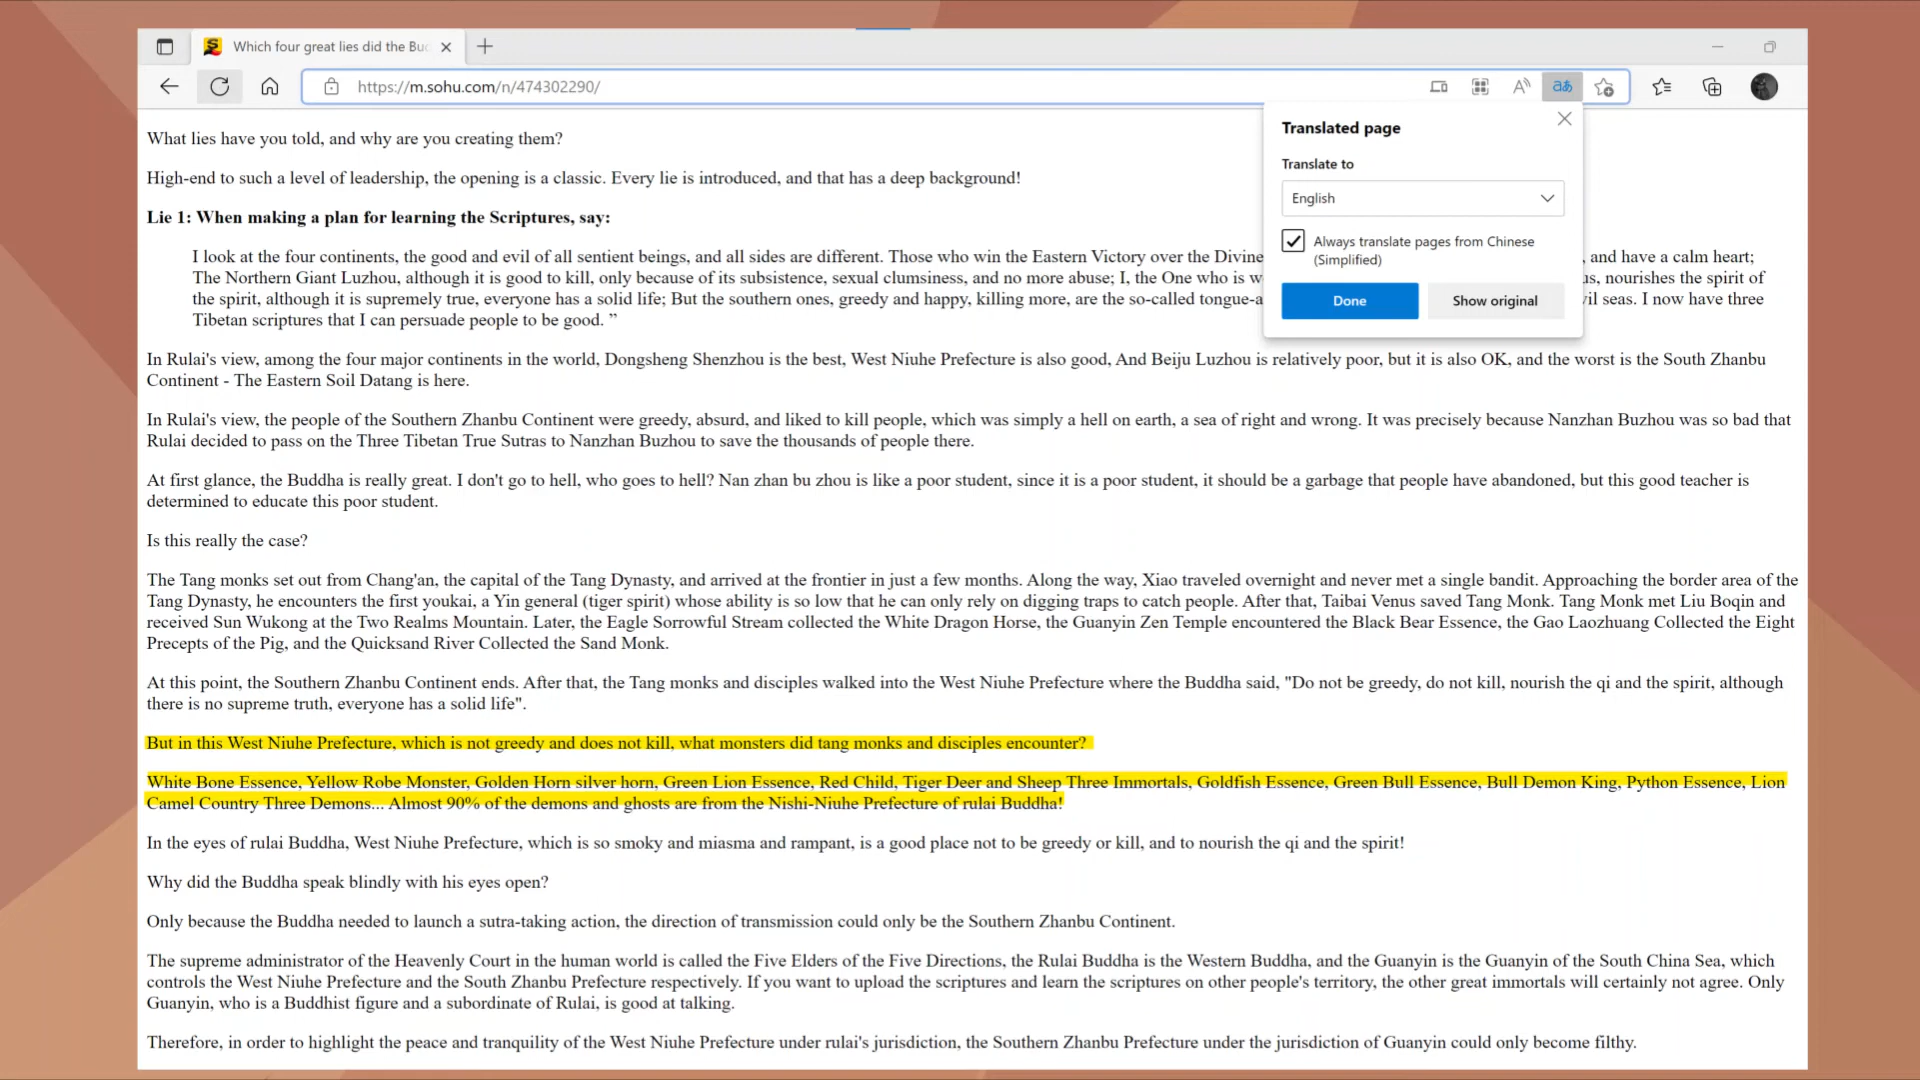 Which four great lies did the Bu
https://m.sohu.com/n/474302290/
What lies have you told, and why are you creating them?
High-end to such a level of leadership, the opening is a classic. Every lie is introduced, and that has a deep background!
Lie 1: When making a plan for learning the Scriptures, say:
I look at the four continents, the good and evil of all sentient beings, and all sides are different. Those who win the Eastern Victory over the Divine , and have a calm heart;
The Northern Giant Luzhou, although it is good to kill, only because of its subsistence, sexual clumsiness, and no more abuse; I, the One who is w us, nourishes the spirit of
the spirit, although it is supremely true, everyone has a solid life; But the southern ones, greedy and happy, killing more, are the so-called tongue-a vil seas. I now have three
Tibetan scriptures that I can persuade people to be good. ”
Translated page
Translate to
English
Always translate pages from Chinese
(Simplified)
Done Show original
In Rulai's view, among the four major continents in the world, Dongsheng Shenzhou is the best, West Niuhe Prefecture is also good, And Beiju Luzhou is relatively poor, but it is also OK, and the worst is the South Zhanbu
Continent - The Eastern Soil Datang is here.
In Rulai's view, the people of the Southern Zhanbu Continent were greedy, absurd, and liked to kill people, which was simply a hell on earth, a sea of right and wrong. It was precisely because Nanzhan Buzhou was so bad that
Rulai decided to pass on the Three Tibetan True Sutras to Nanzhan Buzhou to save the thousands of people there.
At first glance, the Buddha is really great. I don't go to hell, who goes to hell? Nan zhan bu zhou is like a poor student, since it is a poor student, it should be a garbage that people have abandoned, but this good teacher is
determined to educate this poor student.
Is this really the case?
The Tang monks set out from Chang'an, the capital of the Tang Dynasty, and arrived at the frontier in just a few months. Along the way, Xiao traveled overnight and never met a single bandit. Approaching the border area of the
Tang Dynasty, he encounters the first youkai, a Yin general (tiger spirit) whose ability is so low that he can only rely on digging traps to catch people. After that, Taibai Venus saved Tang Monk. Tang Monk met Liu Boqin and
received Sun Wukong at the Two Realms Mountain. Later, the Eagle Sorrowful Stream collected the White Dragon Horse, the Guanyin Zen Temple encountered the Black Bear Essence, the Gao Laozhuang Collected the Eight
Precepts of the Pig, and the Quicksand River Collected the Sand Monk.
At this point, the Southern Zhanbu Continent ends. After that, the Tang monks and disciples walked into the West Niuhe Prefecture where the Buddha said, "Do not be greedy, do not kill, nourish the qi and the spirit, although
there is no supreme truth, everyone has a solid life".
But in this West Niuhe Prefecture, which is not greedy and does not kill, what monsters did tang monks and disciples encounter?
White Bone Essence, Yellow Robe Monster, Golden Horn silver horn, Green Lion Essence, Red Child, Tiger Deer and Sheep Three Immortals, Goldfish Essence, Green Bull Essence, Bull Demon King, Python Essence, Lion
Camel Country Three Demons... Almost 90% of the demons and ghosts are from the Nishi-Niuhe Prefecture of rulai Buddha!
In the eyes of rulai Buddha, West Niuhe Prefecture, which is so smoky and miasma and rampant, is a good place not to be greedy or kill, and to nourish the qi and the spirit!
Why did the Buddha speak blindly with his eyes open?
Only because the Buddha needed to launch a sutra-taking action, the direction of transmission could only be the Southern Zhanbu Continent.
The supreme administrator of the Heavenly Court in the human world is called the Five Elders of the Five Directions, the Rulai Buddha is the Western Buddha, and the Guanyin is the Guanyin of the South China Sea, which
controls the West Niuhe Prefecture and the South Zhanbu Prefecture respectively. If you want to upload the scriptures and learn the scriptures on other people's territory, the other great immortals will certainly not agree. Only
Guanyin, who is a Buddhist figure and a subordinate of Rulai, is good at talking.
Therefore, in order to highlight the peace and tranquility of the West Niuhe Prefecture under rulai's jurisdiction, the Southern Zhanbu Prefecture under the jurisdiction of Guanyin could only become filthy.